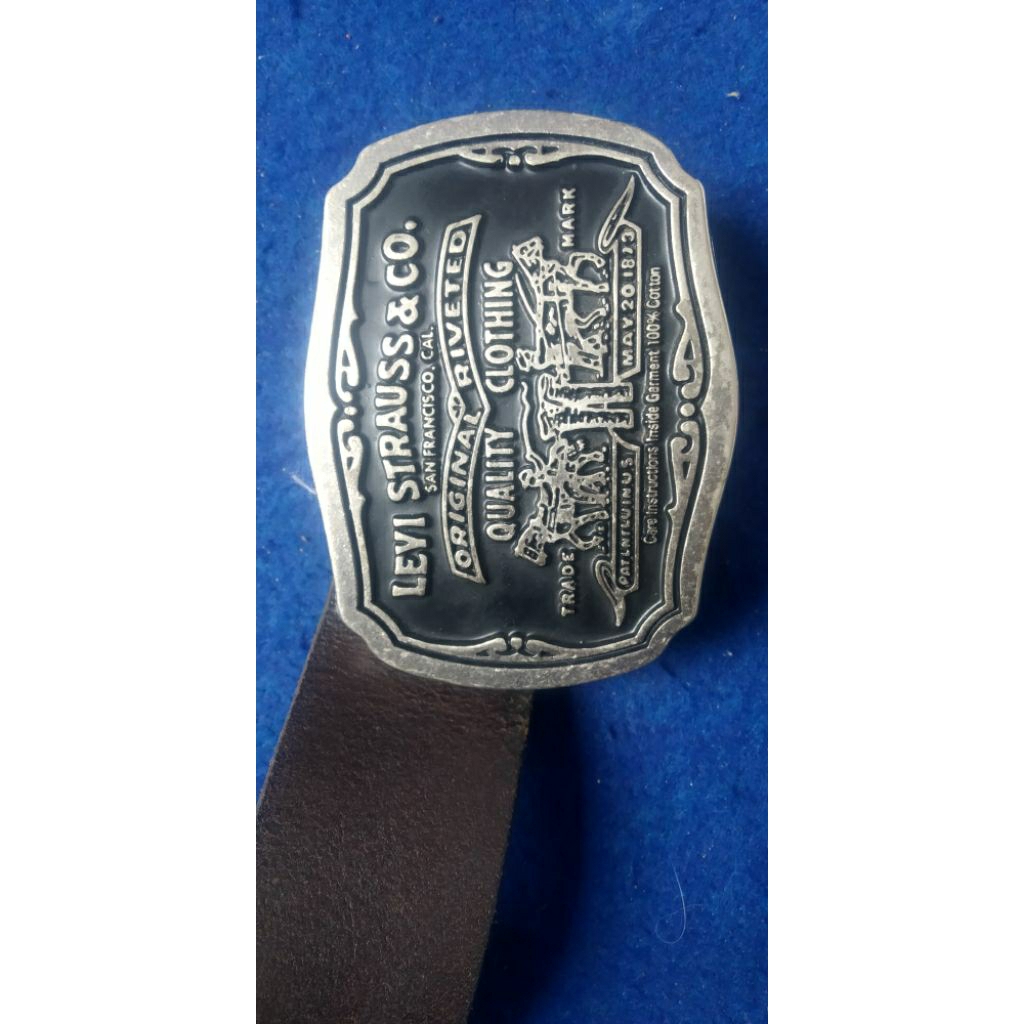 LEVI STRAUSS & CO.
SAN FRANCISCO, CAL
ORIGINAL RIVETED
QUALITY CLOTHING
TRADE MARK
MAY 20 1873
Care Instructions Inside Garment 100% Cotton